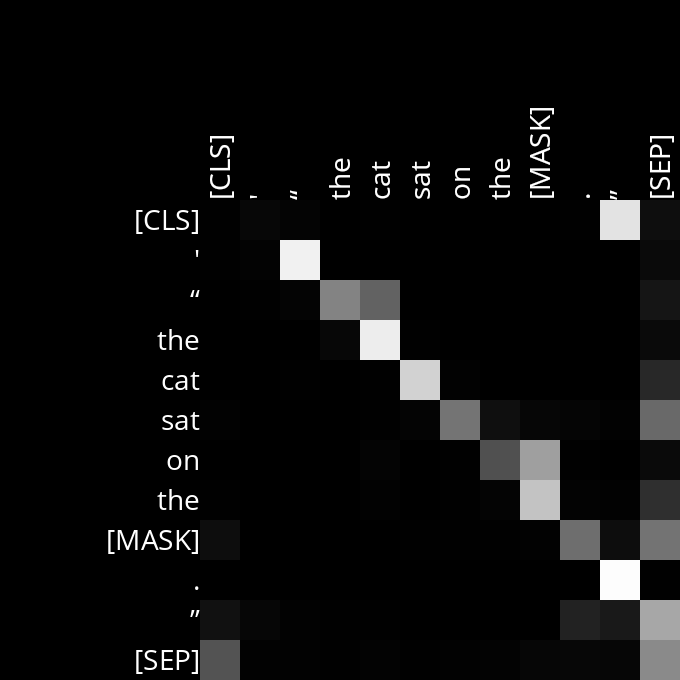 [CLS] ' “ the cat sat on the [MASK] . ” [SEP]
[CLS]
'
“
the
cat
sat
on
the
[MASK]
.
”
[SEP]